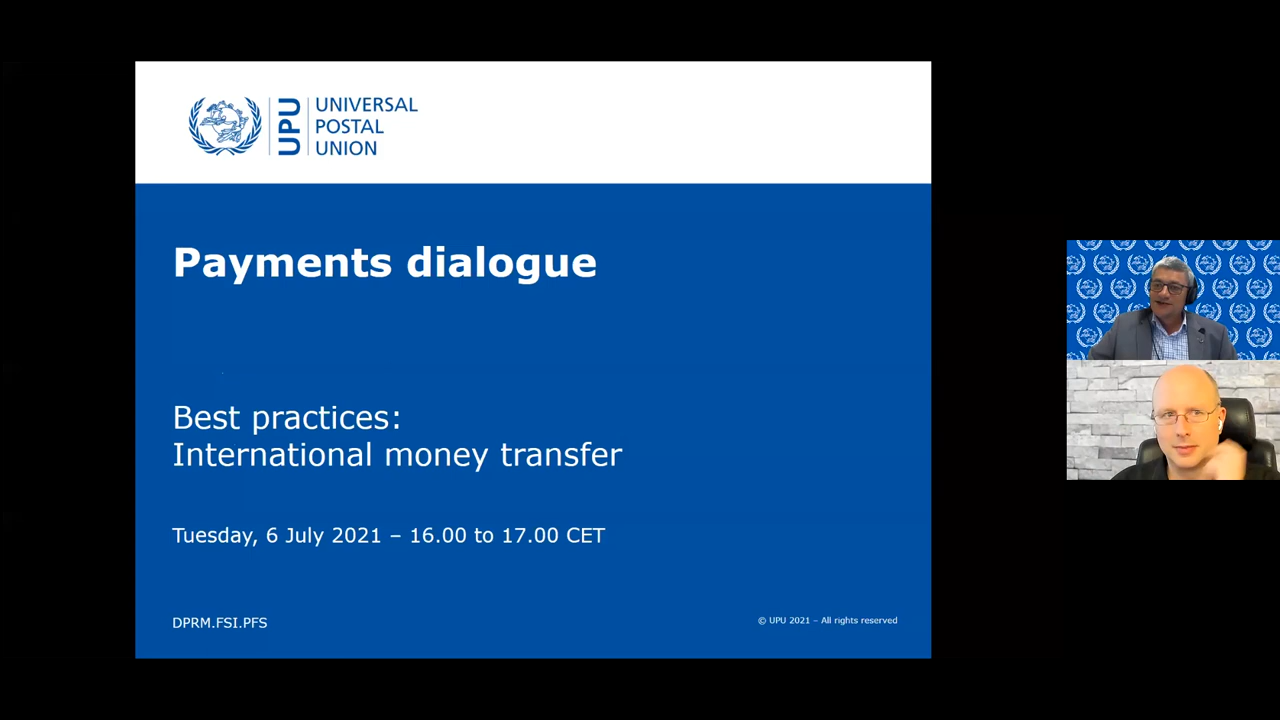 UPU
UNIVERSAL
POSTAL
UNION
Payments dialogue
Best practices:
International money transfer
Tuesday, 6 July 2021 – 16.00 to 17.00 CET
DPRM.FSI.PFS
© UPU 2021 – All rights reserved